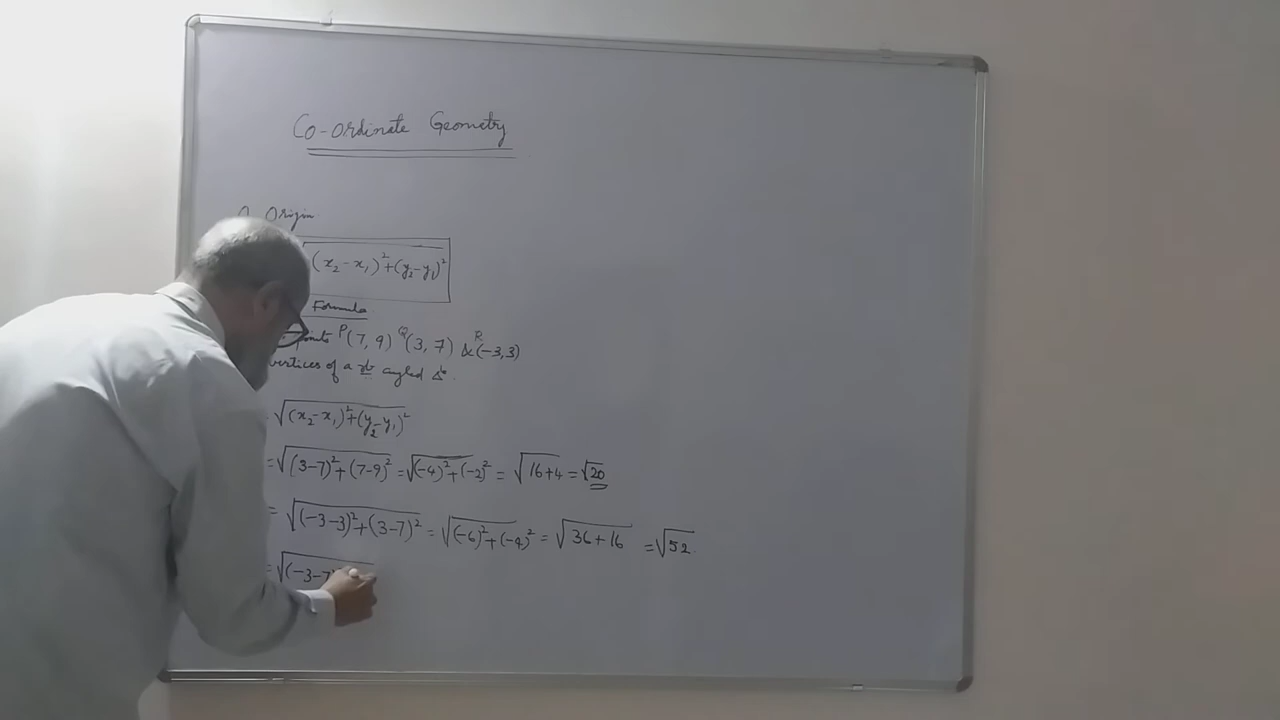 Co-ordinate Geometry
O Origin
(x₂-x₁)²+(y₂-y₁)²
Formula
P(7,9) Q(3,7) & R(-3,3)
vertices of a rt angled Δ
√(x₂-x₁)²+(y₂-y₁)²
=√(3-7)²+(7-9)² =√(-4)²+(-2)² = √16+4 =√20
= √(-3-3)²+(3-7)² =√(-6)²+(-4)² = √36+16 =√52
=√(-3-7)